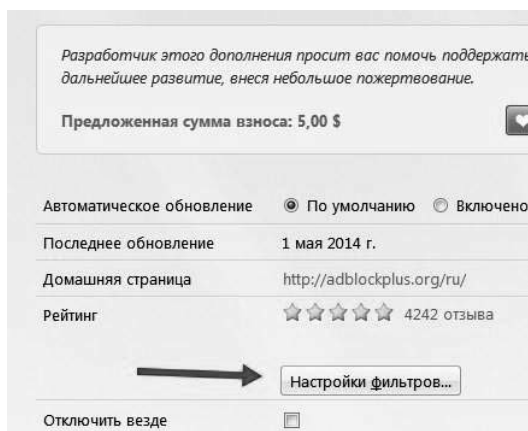 Разработчик этого дополнения просит вас помочь поддержать
дальнейшее развитие, внеся небольшое пожертвование.
Предложенная сумма взноса: 5,00 $
Автоматическое обновление По умолчанию Включено
Последнее обновление 1 мая 2014 г.
Домашняя страница http://adblockplus.org/ru/
Рейтинг 4242 отзыва
Настройки фильтров...
Отключить везде